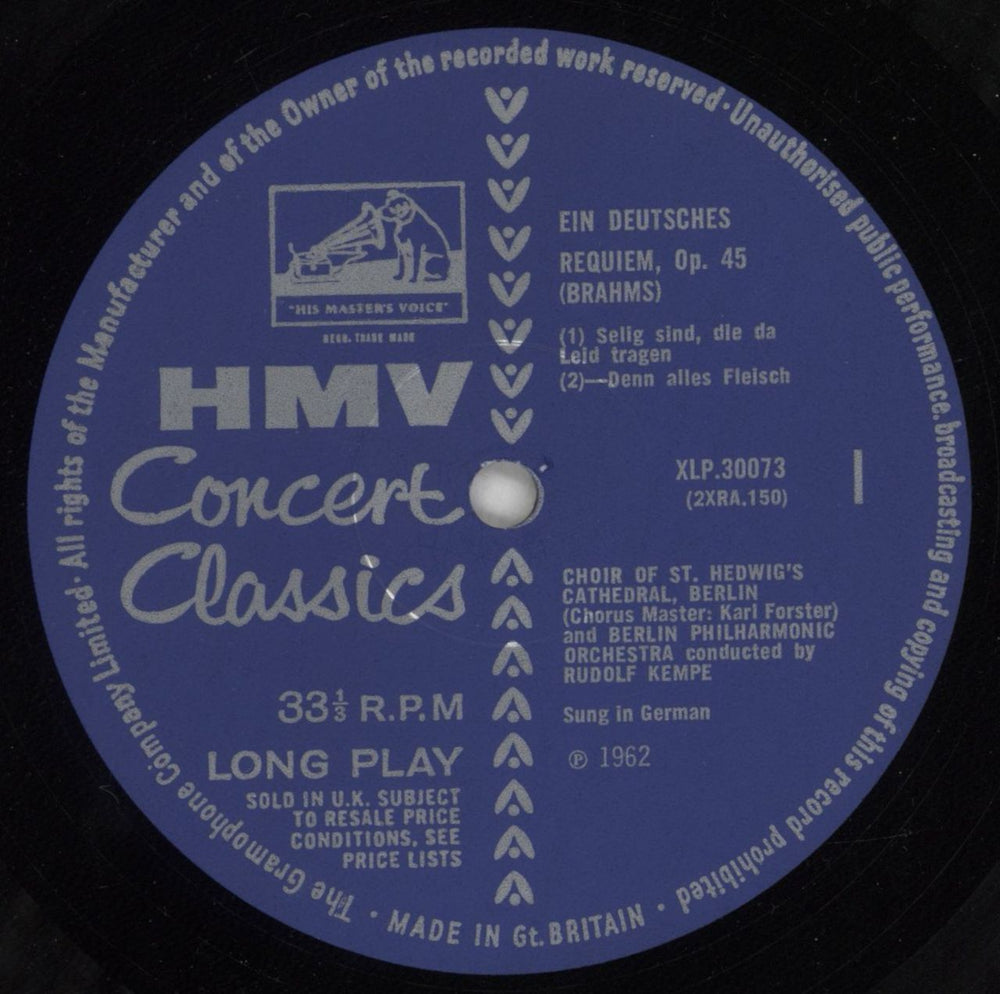 The Gramophone Company Limited · All rights of the Manufacturer and of the Owner of the recorded work reserved · Unauthorised public performance, broadcasting and copying of this record prohibited · MADE IN Gt. BRITAIN ·
"HIS MASTER'S VOICE"
REGD. TRADE MARK
HMV
Concert
Classics
33⅓ R.P.M
LONG PLAY
SOLD IN U.K. SUBJECT
TO RESALE PRICE
CONDITIONS, SEE
PRICE LISTS
EIN DEUTSCHES
REQUIEM, Op. 45
(BRAHMS)
(1) Selig sind, die da
Leid tragen
(2)—Denn alles Fleisch
XLP.30073
(2XRA.150)
1
CHOIR OF ST. HEDWIG'S
CATHEDRAL, BERLIN
(Chorus Master: Karl Forster)
and BERLIN PHILHARMONIC
ORCHESTRA conducted by
RUDOLF KEMPE
Sung in German
℗ 1962